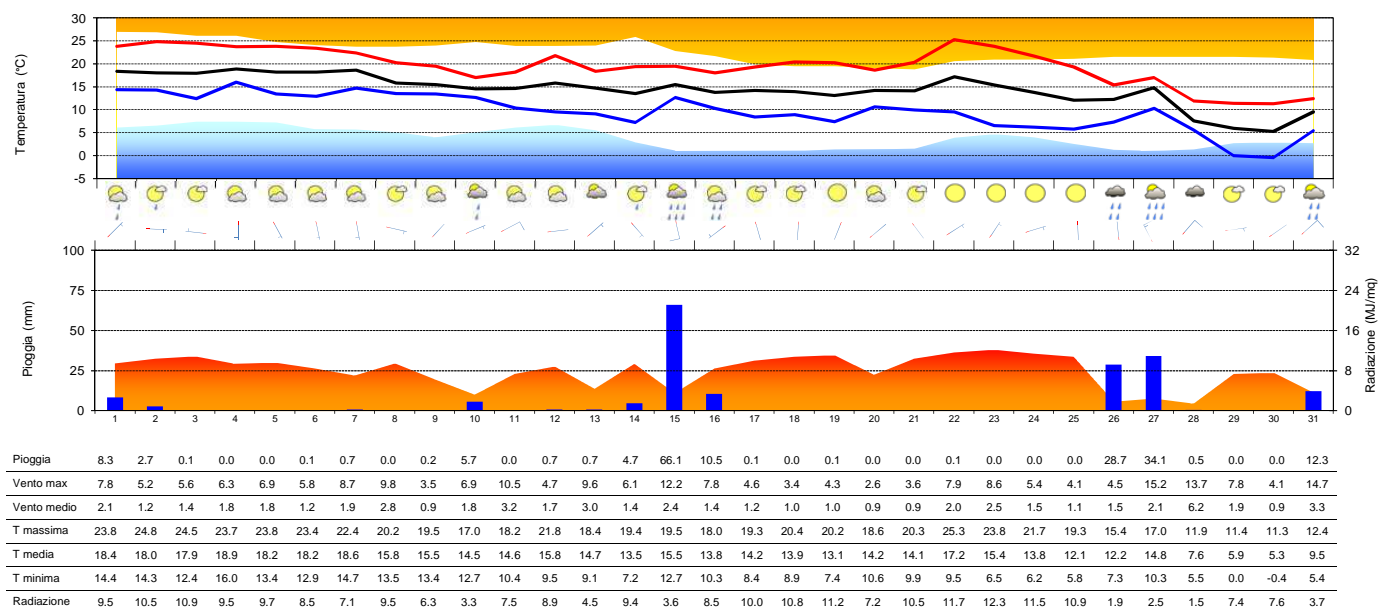 30
25
20
15
10
5
0
-5
Temperatura (°C)
100
75
50
25
0
Pioggia (mm)
32
24
16
8
0
Radiazione (MJ/mq)
1 2 3 4 5 6 7 8 9 10 11 12 13 14 15 16 17 18 19 20 21 22 23 24 25 26 27 28 29 30 31
Pioggia 8.3 2.7 0.1 0.0 0.0 0.1 0.7 0.0 0.2 5.7 0.0 0.7 0.7 4.7 66.1 10.5 0.1 0.0 0.1 0.0 0.0 0.1 0.0 0.0 0.0 28.7 34.1 0.5 0.0 0.0 12.3
Vento max 7.8 5.2 5.6 6.3 6.9 5.8 8.7 9.8 3.5 6.9 10.5 4.7 9.6 6.1 12.2 7.8 4.6 3.4 4.3 2.6 3.6 7.9 8.6 5.4 4.1 4.5 15.2 13.7 7.8 4.1 14.7
Vento medio 2.1 1.2 1.4 1.8 1.8 1.2 1.9 2.8 0.9 1.8 3.2 1.7 3.0 1.4 2.4 1.4 1.2 1.0 1.0 0.9 0.9 2.0 2.5 1.5 1.1 1.5 2.1 6.2 1.9 0.9 3.3
T massima 23.8 24.8 24.5 23.7 23.8 23.4 22.4 20.2 19.5 17.0 18.2 21.8 18.4 19.4 19.5 18.0 19.3 20.4 20.2 18.6 20.3 25.3 23.8 21.7 19.3 15.4 17.0 11.9 11.4 11.3 12.4
T media 18.4 18.0 17.9 18.9 18.2 18.2 18.6 15.8 15.5 14.5 14.6 15.8 14.7 13.5 15.5 13.8 14.2 13.9 13.1 14.2 14.1 17.2 15.4 13.8 12.1 12.2 14.8 7.6 5.9 5.3 9.5
T minima 14.4 14.3 12.4 16.0 13.4 12.9 14.7 13.5 13.4 12.7 10.4 9.5 9.1 7.2 12.7 10.3 8.4 8.9 7.4 10.6 9.9 9.5 6.5 6.2 5.8 7.3 10.3 5.5 0.0 -0.4 5.4
Radiazione 9.5 10.5 10.9 9.5 9.7 8.5 7.1 9.5 6.3 3.3 7.5 8.9 4.5 9.4 3.6 8.5 10.0 10.8 11.2 7.2 10.5 11.7 12.3 11.5 10.9 1.9 2.5 1.5 7.4 7.6 3.7